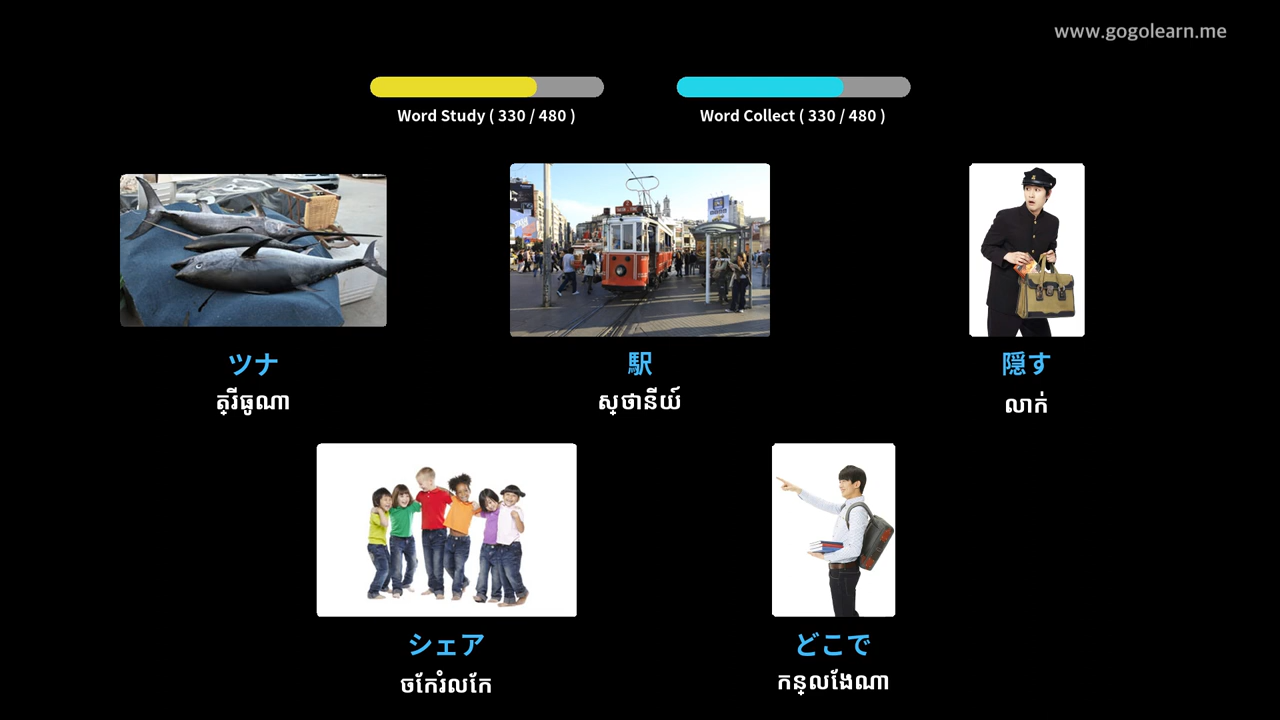 www.gogolearn.me
Word Study ( 330 / 480 )
Word Collect ( 330 / 480 )
ツナ
ត្រីធូណា
駅
ស្ថានីយ៍
隠す
លាក់
シェア
ចែករំលែក
どこで
កន្លែងណា